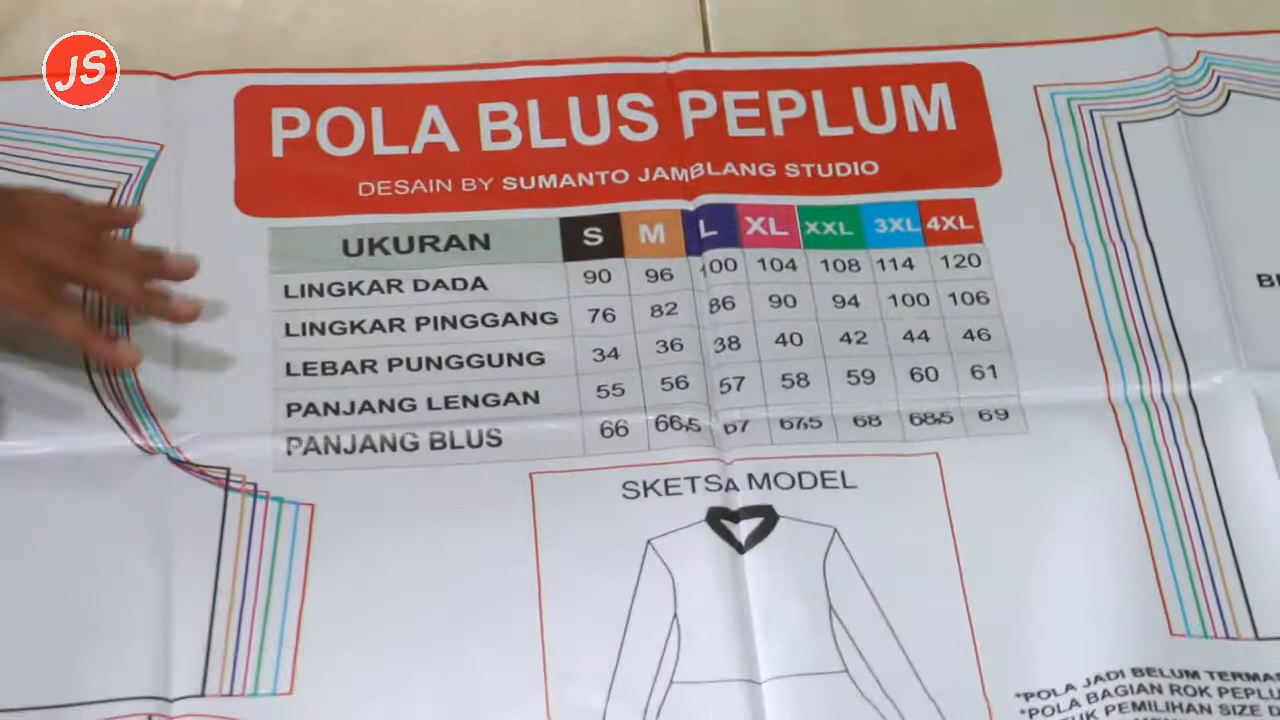 JS
POLA BLUS PEPLUM
DESAIN BY SUMANTO JAMBLANG STUDIO
UKURAN S M L XL XXL 3XL 4XL
LINGKAR DADA 90 96 100 104 108 114 120
LINGKAR PINGGANG 76 82 86 90 94 100 106
LEBAR PUNGGUNG 34 36 38 40 42 44 46
PANJANG LENGAN 55 56 57 58 59 60 61
PANJANG BLUS 66 66,5 67 67,5 68 68,5 69
SKETSA MODEL
*POLA JADI BELUM
*POLA BAGIAN ROK
PEMILIHAN SIZE